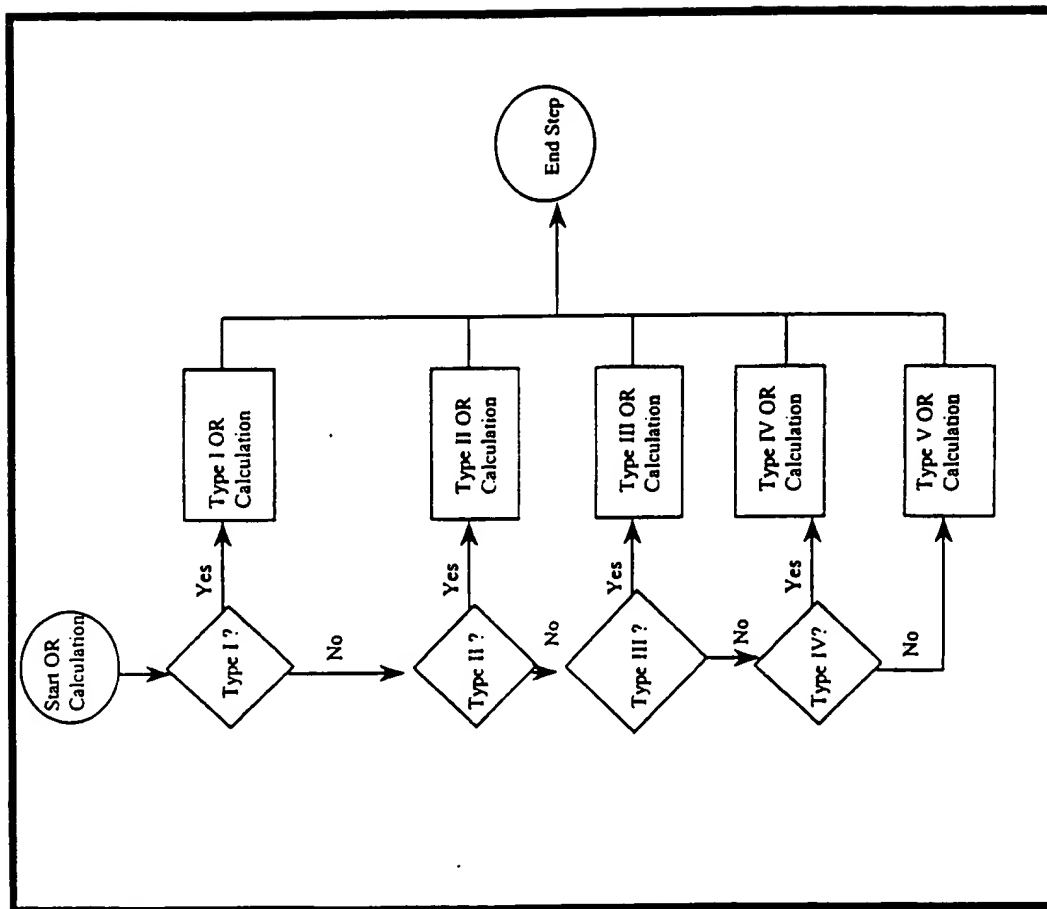 Start OR
Calculation
Type I ?
Yes
No
Type I OR
Calculation
Type II ?
Yes
No
Type II OR
Calculation
Type III ?
Yes
No
Type III OR
Calculation
Type IV?
Yes
No
Type IV OR
Calculation
Type V OR
Calculation
End Step